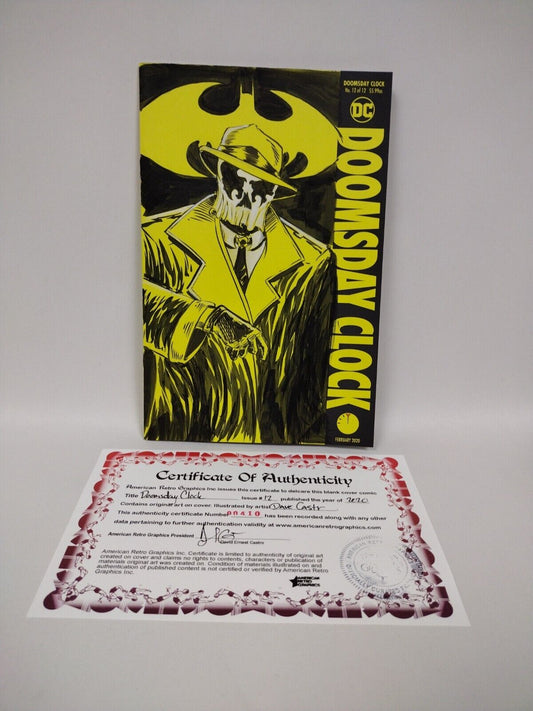 DOOMSDAY CLOCK
No. 12 of 12 $5.99us
DC
DOOMSDAY CLOCK
FEBRUARY 2020
Certificate Of Authenticity
American Retro Graphics Inc issues this certificate to delcare this blank cover comic
Title Doomsday Clock Issue # 12 published the year of 2020
Contains original art on cover. Illustrated by artist Dave Castr
This authenticity certificate Number 00410 has been recorded along with any other
data pertaining to further authentication validity at www.americanretrographics.com
American Retro Graphics President
David Ernest Castro
American Retro Graphics Inc. Certificate is limited to authenticity of original art
created on cover and claims no rights to contents, characters or publication of
materials original art was created on. Condition of materials illustrated on and
authenticity of published content is not certified or verified by American Retro
Graphics Inc.
AMERICAN
RETRO
GRAPHICS